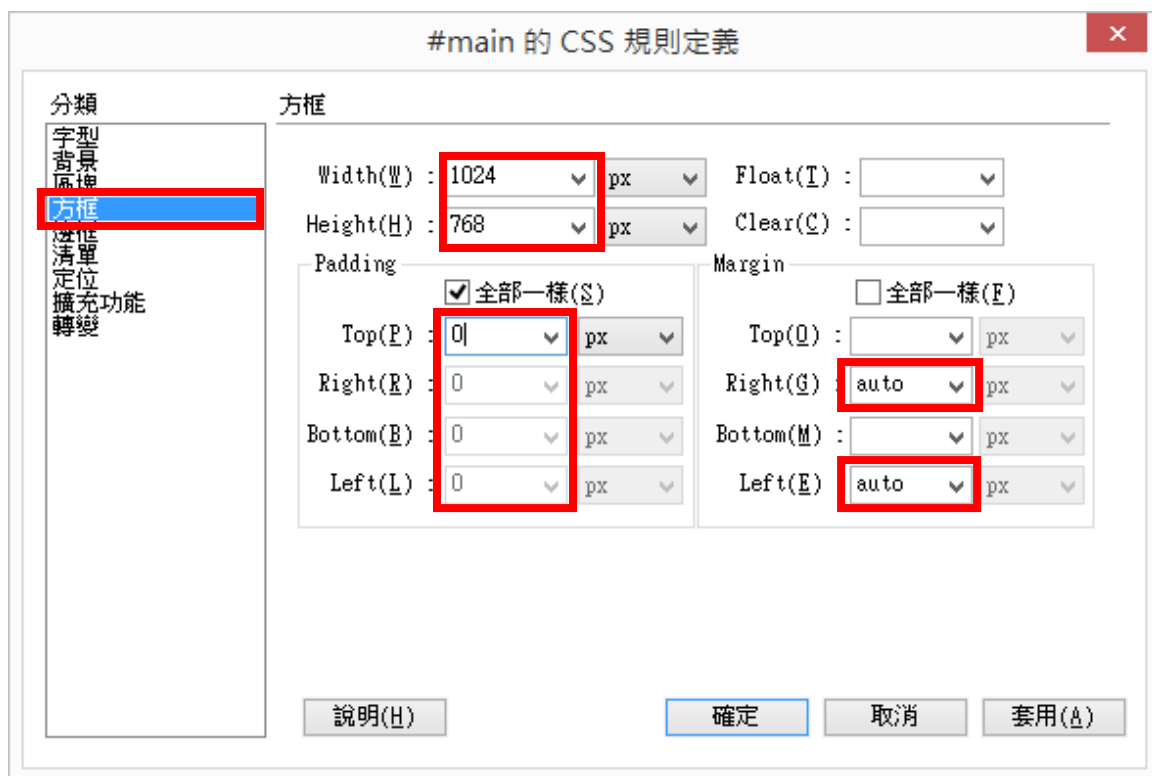 #main 的 CSS 規則定義
分類
字型
背景
區塊
方框
邊框
清單
定位
擴充功能
轉變
方框
Width(W) : 1024 px Float(T) :
Height(H) : 768 px Clear(C) :
Padding Margin
全部一樣(S) 全部一樣(F)
Top(P) : 0 px Top(O) : px
Right(R) : 0 px Right(G) : auto px
Bottom(B) : 0 px Bottom(M) : px
Left(L) : 0 px Left(E) auto px
說明(H) 確定 取消 套用(A)